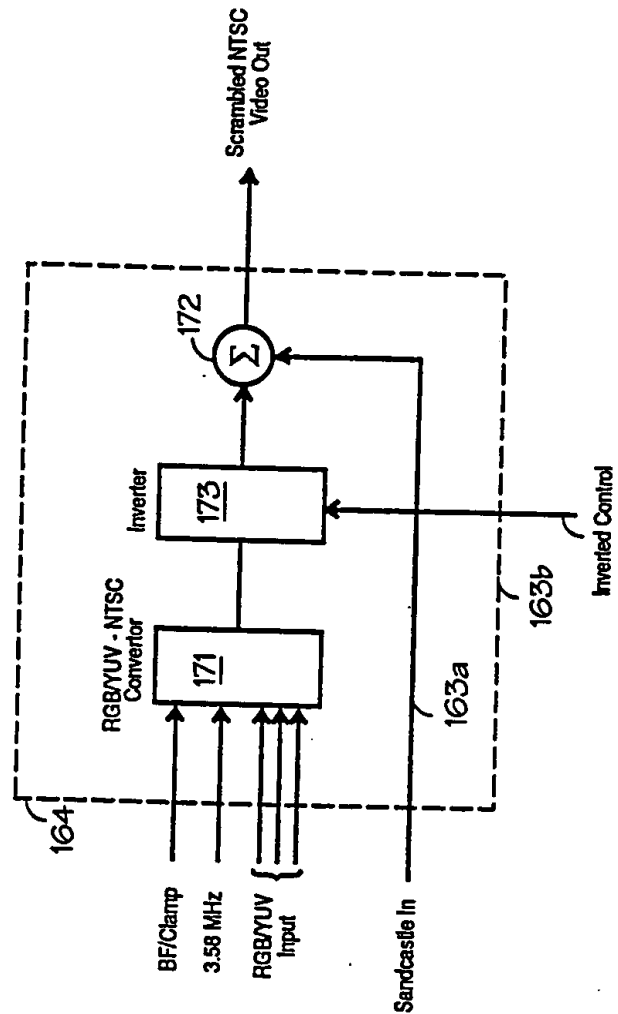 164
BF/Clamp
3.58 MHz
RGB/YUV
Input
Sandcastle In
RGB/YUV - NTSC
Convertor
171
Inverter
173
172
Σ
Scrambled NTSC
Video Out
163a
163b
Inverted Control